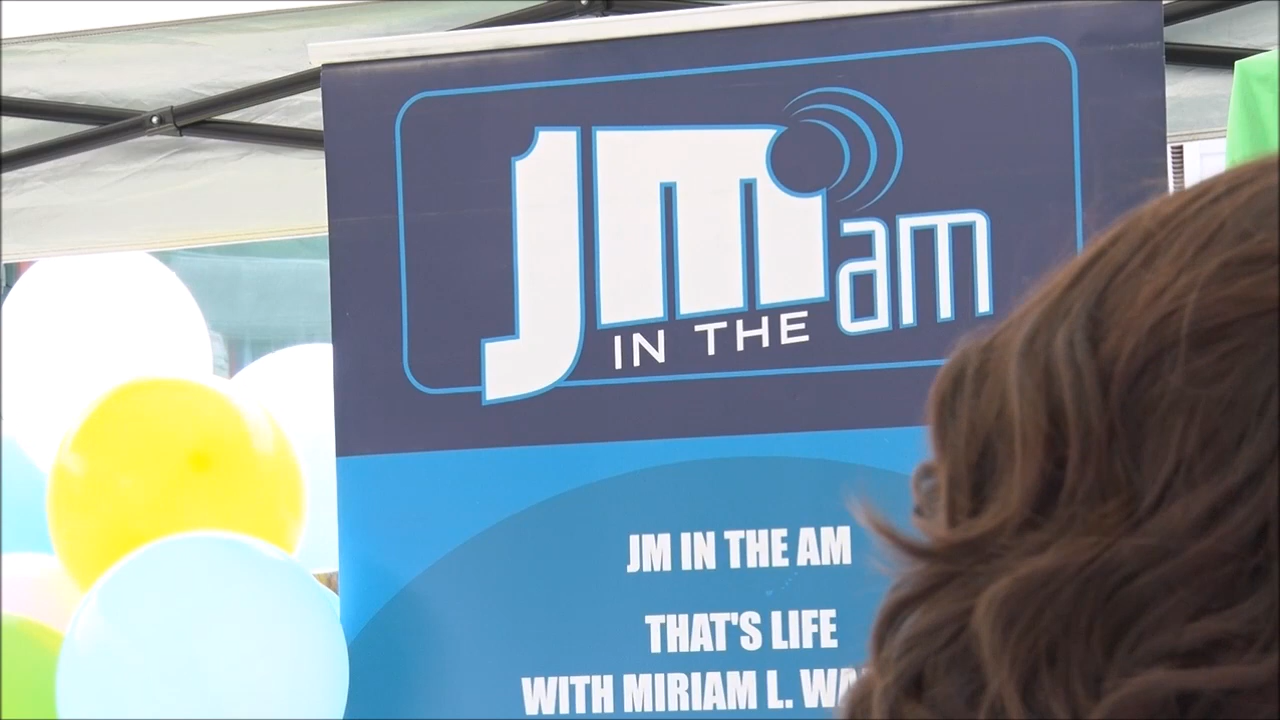 JM
IN THE am
JM IN THE AM
THAT'S LIFE
WITH MIRIAM L.